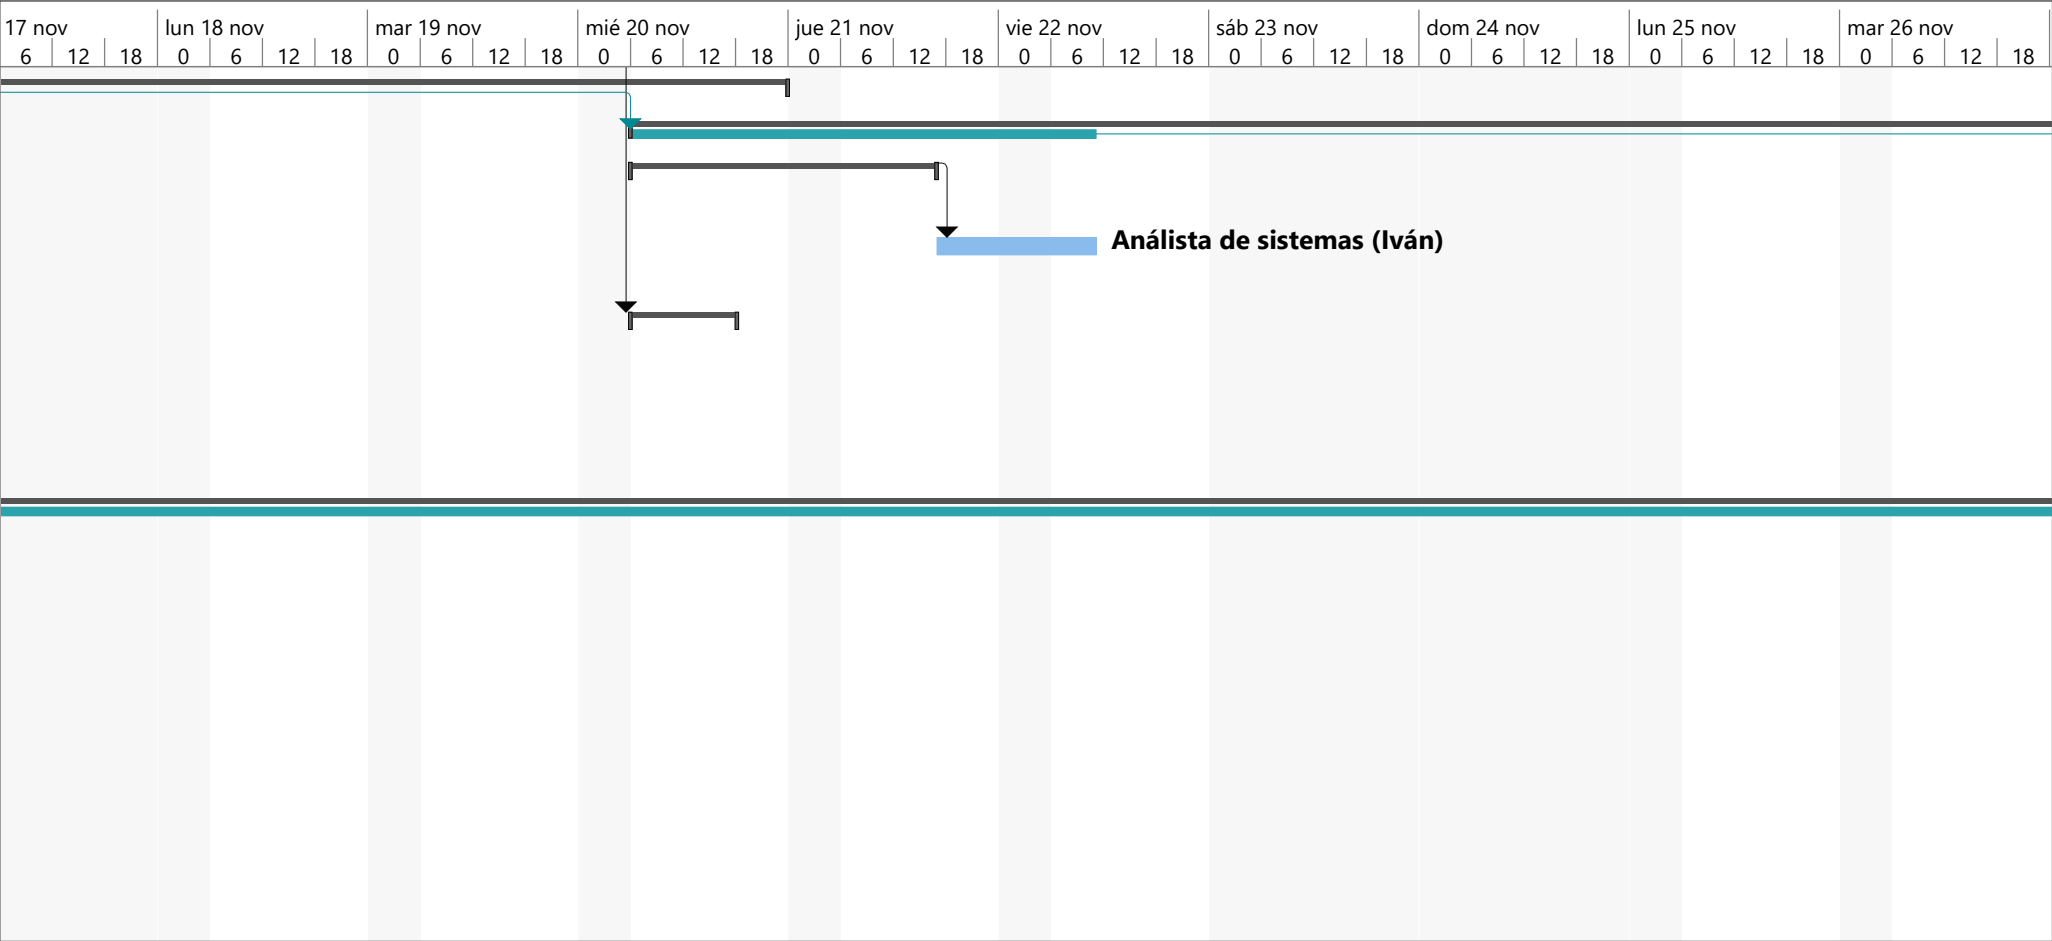 17 nov lun 18 nov mar 19 nov mié 20 nov jue 21 nov vie 22 nov sáb 23 nov dom 24 nov lun 25 nov mar 26 nov
6 12 18 0 6 12 18 0 6 12 18 0 6 12 18 0 6 12 18 0 6 12 18 0 6 12 18 0 6 12 18 0 6 12 18 0 6 12 18
Análista de sistemas (Iván)